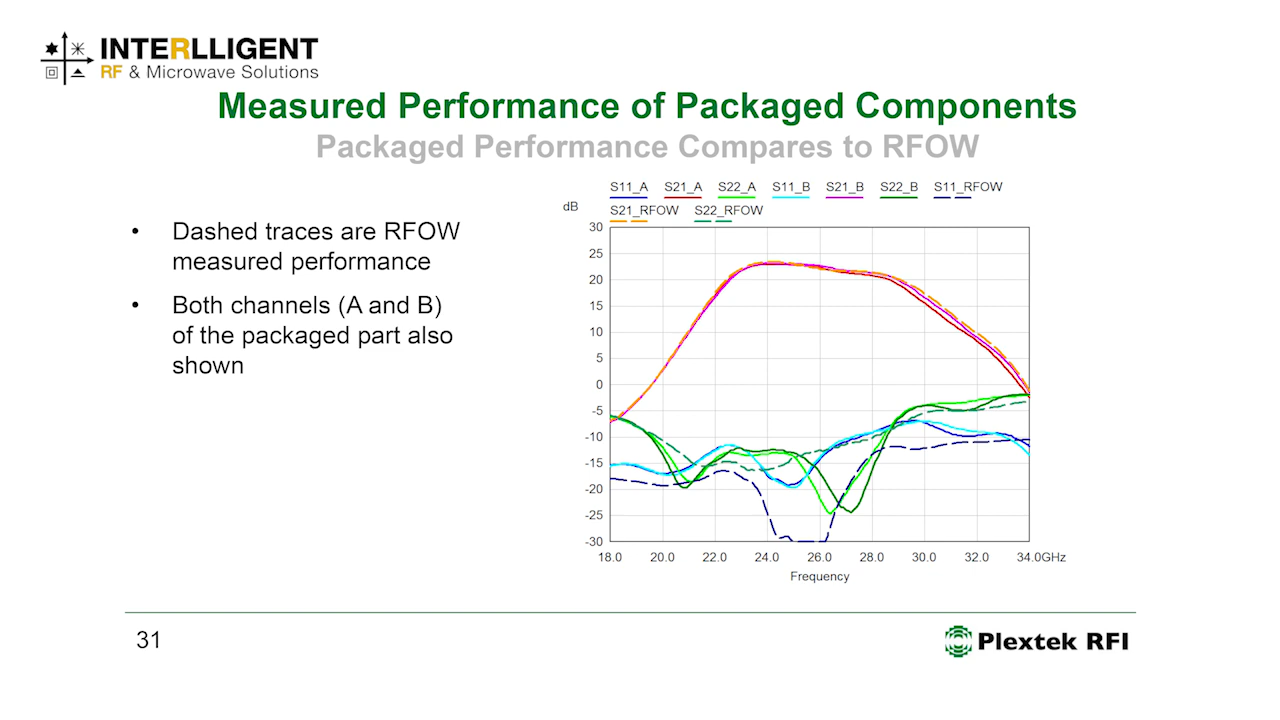 INTERLLIGENT
RF & Microwave Solutions
Measured Performance of Packaged Components
Packaged Performance Compares to RFOW
• Dashed traces are RFOW
measured performance
• Both channels (A and B)
of the packaged part also
shown
S11_A S21_A S22_A S11_B S21_B S22_B S11_RFOW
dB
S21_RFOW S22_RFOW
30
25
20
15
10
5
0
-5
-10
-15
-20
-25
-30
18.0 20.0 22.0 24.0 26.0 28.0 30.0 32.0 34.0GHz
Frequency
31
Plextek RFI